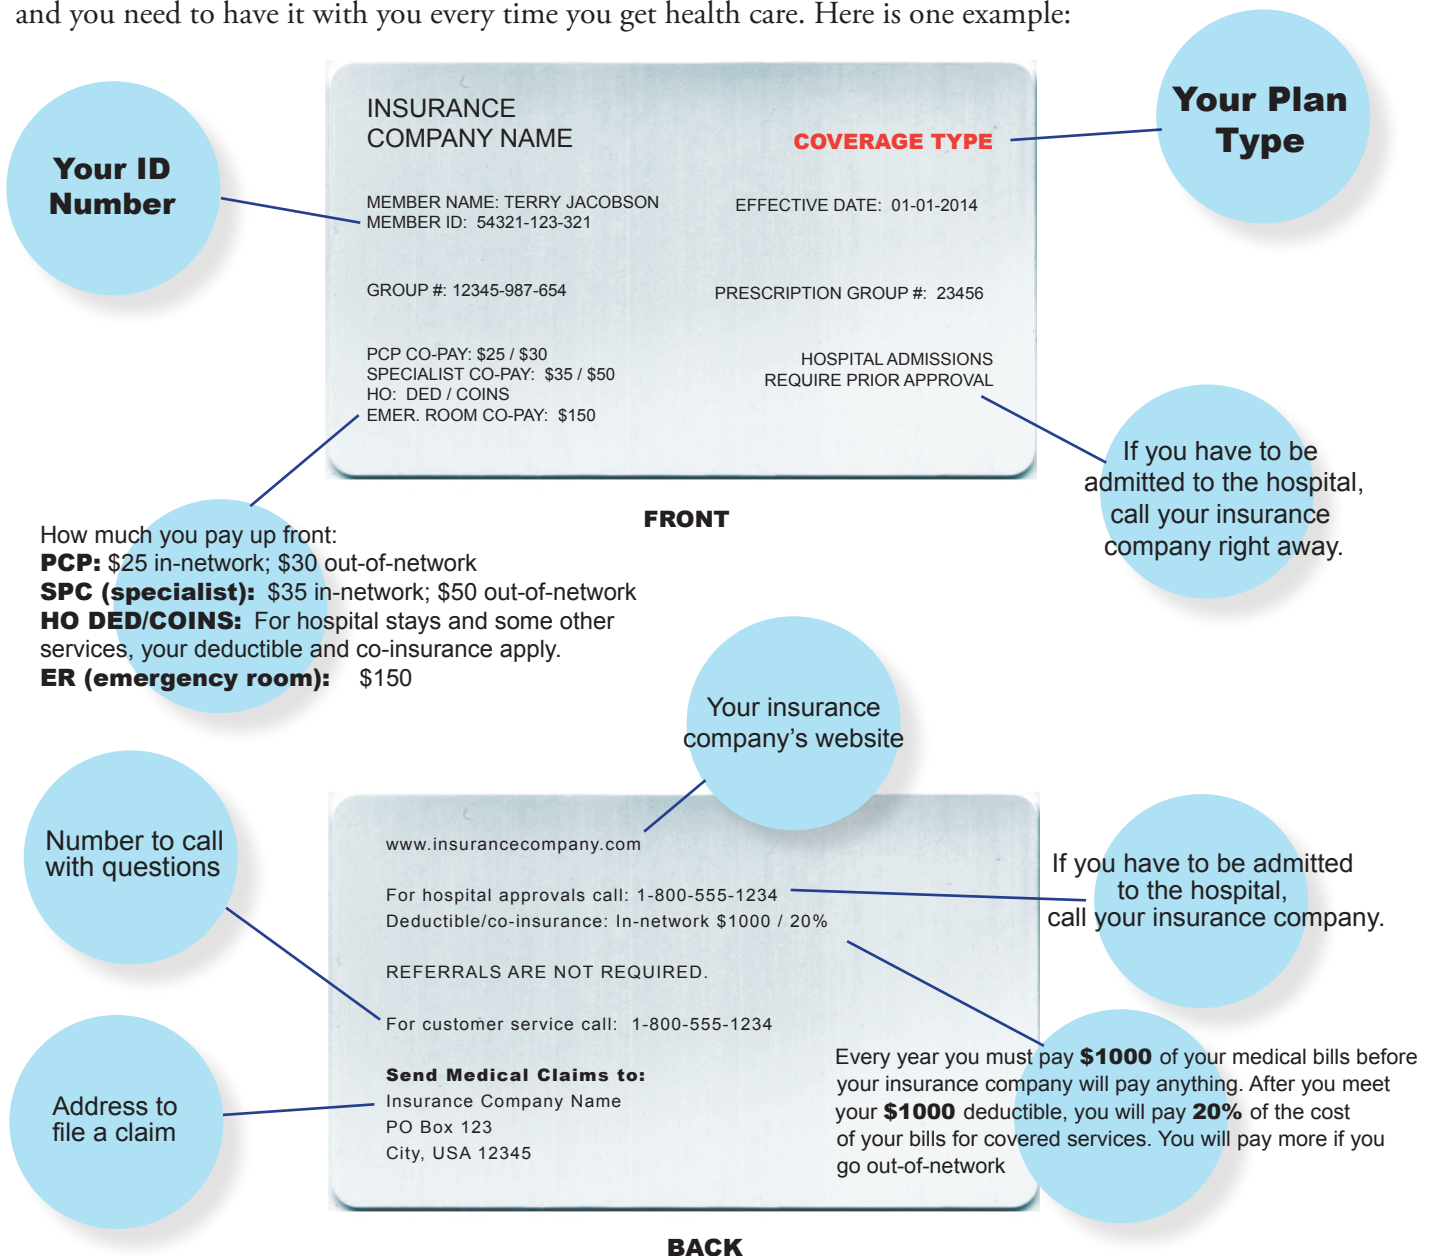 and you need to have it with you every time you get health care. Here is one example:
Your Plan
Type
Your ID
Number
INSURANCE
COMPANY NAME
COVERAGE TYPE
MEMBER NAME: TERRY JACOBSON
MEMBER ID: 54321-123-321
EFFECTIVE DATE: 01-01-2014
GROUP #: 12345-987-654
PRESCRIPTION GROUP #: 23456
PCP CO-PAY: $25 / $30
SPECIALIST CO-PAY: $35 / $50
HO: DED / COINS
EMER. ROOM CO-PAY: $150
HOSPITAL ADMISSIONS
REQUIRE PRIOR APPROVAL
If you have to be
admitted to the hospital,
call your insurance
company right away.
FRONT
How much you pay up front:
PCP: $25 in-network; $30 out-of-network
SPC (specialist): $35 in-network; $50 out-of-network
HO DED/COINS: For hospital stays and some other
services, your deductible and co-insurance apply.
ER (emergency room): $150
Your insurance
company's website
Number to call
with questions
www.insurancecompany.com
For hospital approvals call: 1-800-555-1234
Deductible/co-insurance: In-network $1000 / 20%
REFERRALS ARE NOT REQUIRED.
For customer service call: 1-800-555-1234
Send Medical Claims to:
Insurance Company Name
PO Box 123
City, USA 12345
If you have to be admitted
to the hospital,
call your insurance company.
Address to
file a claim
Every year you must pay $1000 of your medical bills before
your insurance company will pay anything. After you meet
your $1000 deductible, you will pay 20% of the cost
of your bills for covered services. You will pay more if you
go out-of-network
BACK